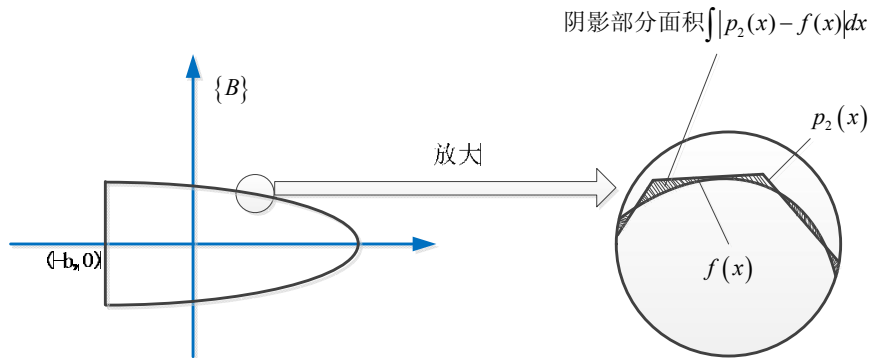 阴影部分面积∫|p₂(x)−f(x)|dx
{B}
p₂(x)
放大
(-b,0)
f(x)